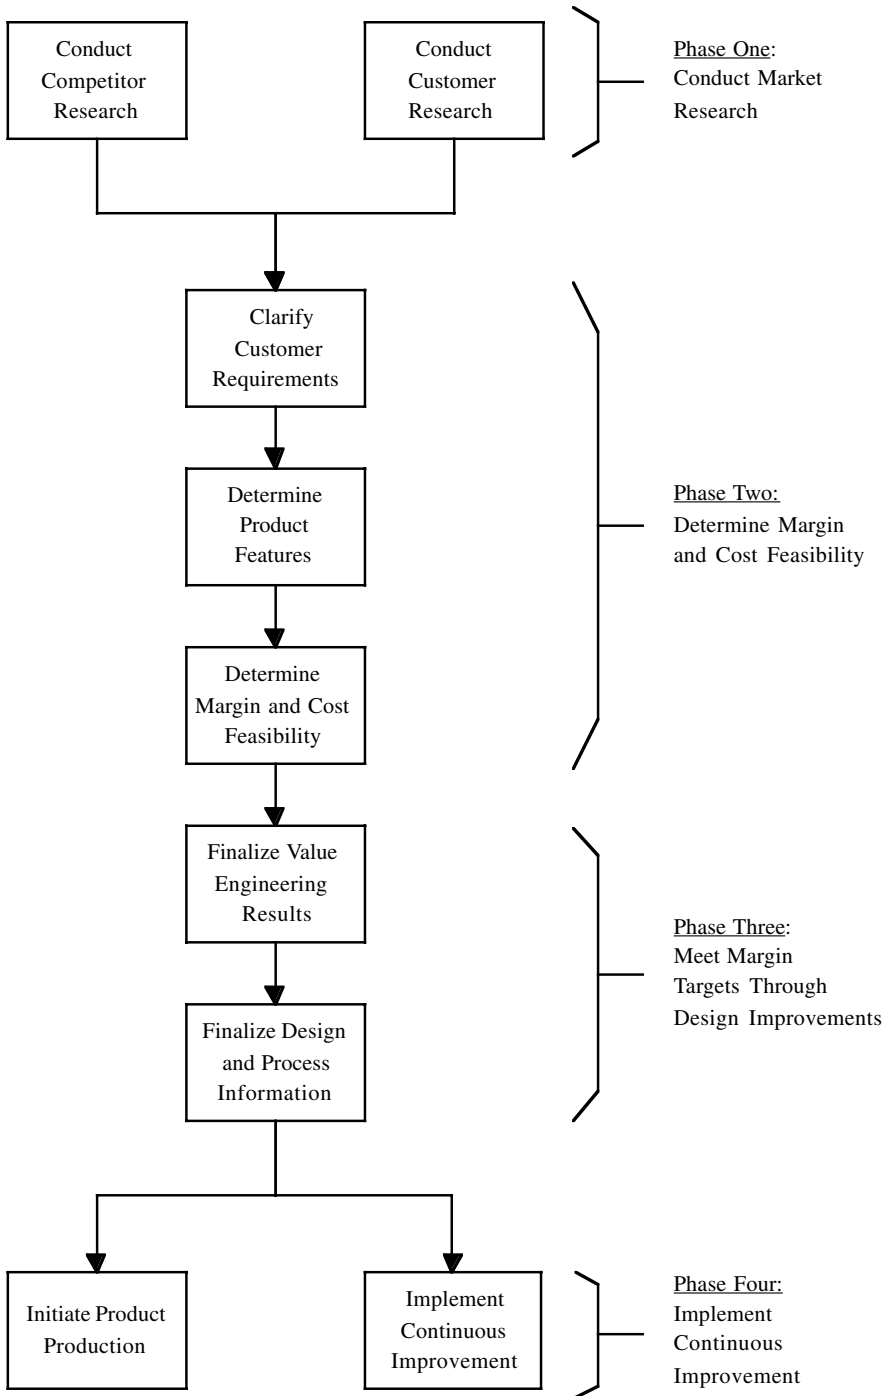 Conduct
Competitor
Research
Conduct
Customer
Research
Phase One:
Conduct Market
Research
Clarify
Customer
Requirements
Determine
Product
Features
Determine
Margin and Cost
Feasibility
Phase Two:
Determine Margin
and Cost Feasibility
Finalize Value
Engineering
Results
Finalize Design
and Process
Information
Phase Three:
Meet Margin
Targets Through
Design Improvements
Initiate Product
Production
Implement
Continuous
Improvement
Phase Four:
Implement
Continuous
Improvement